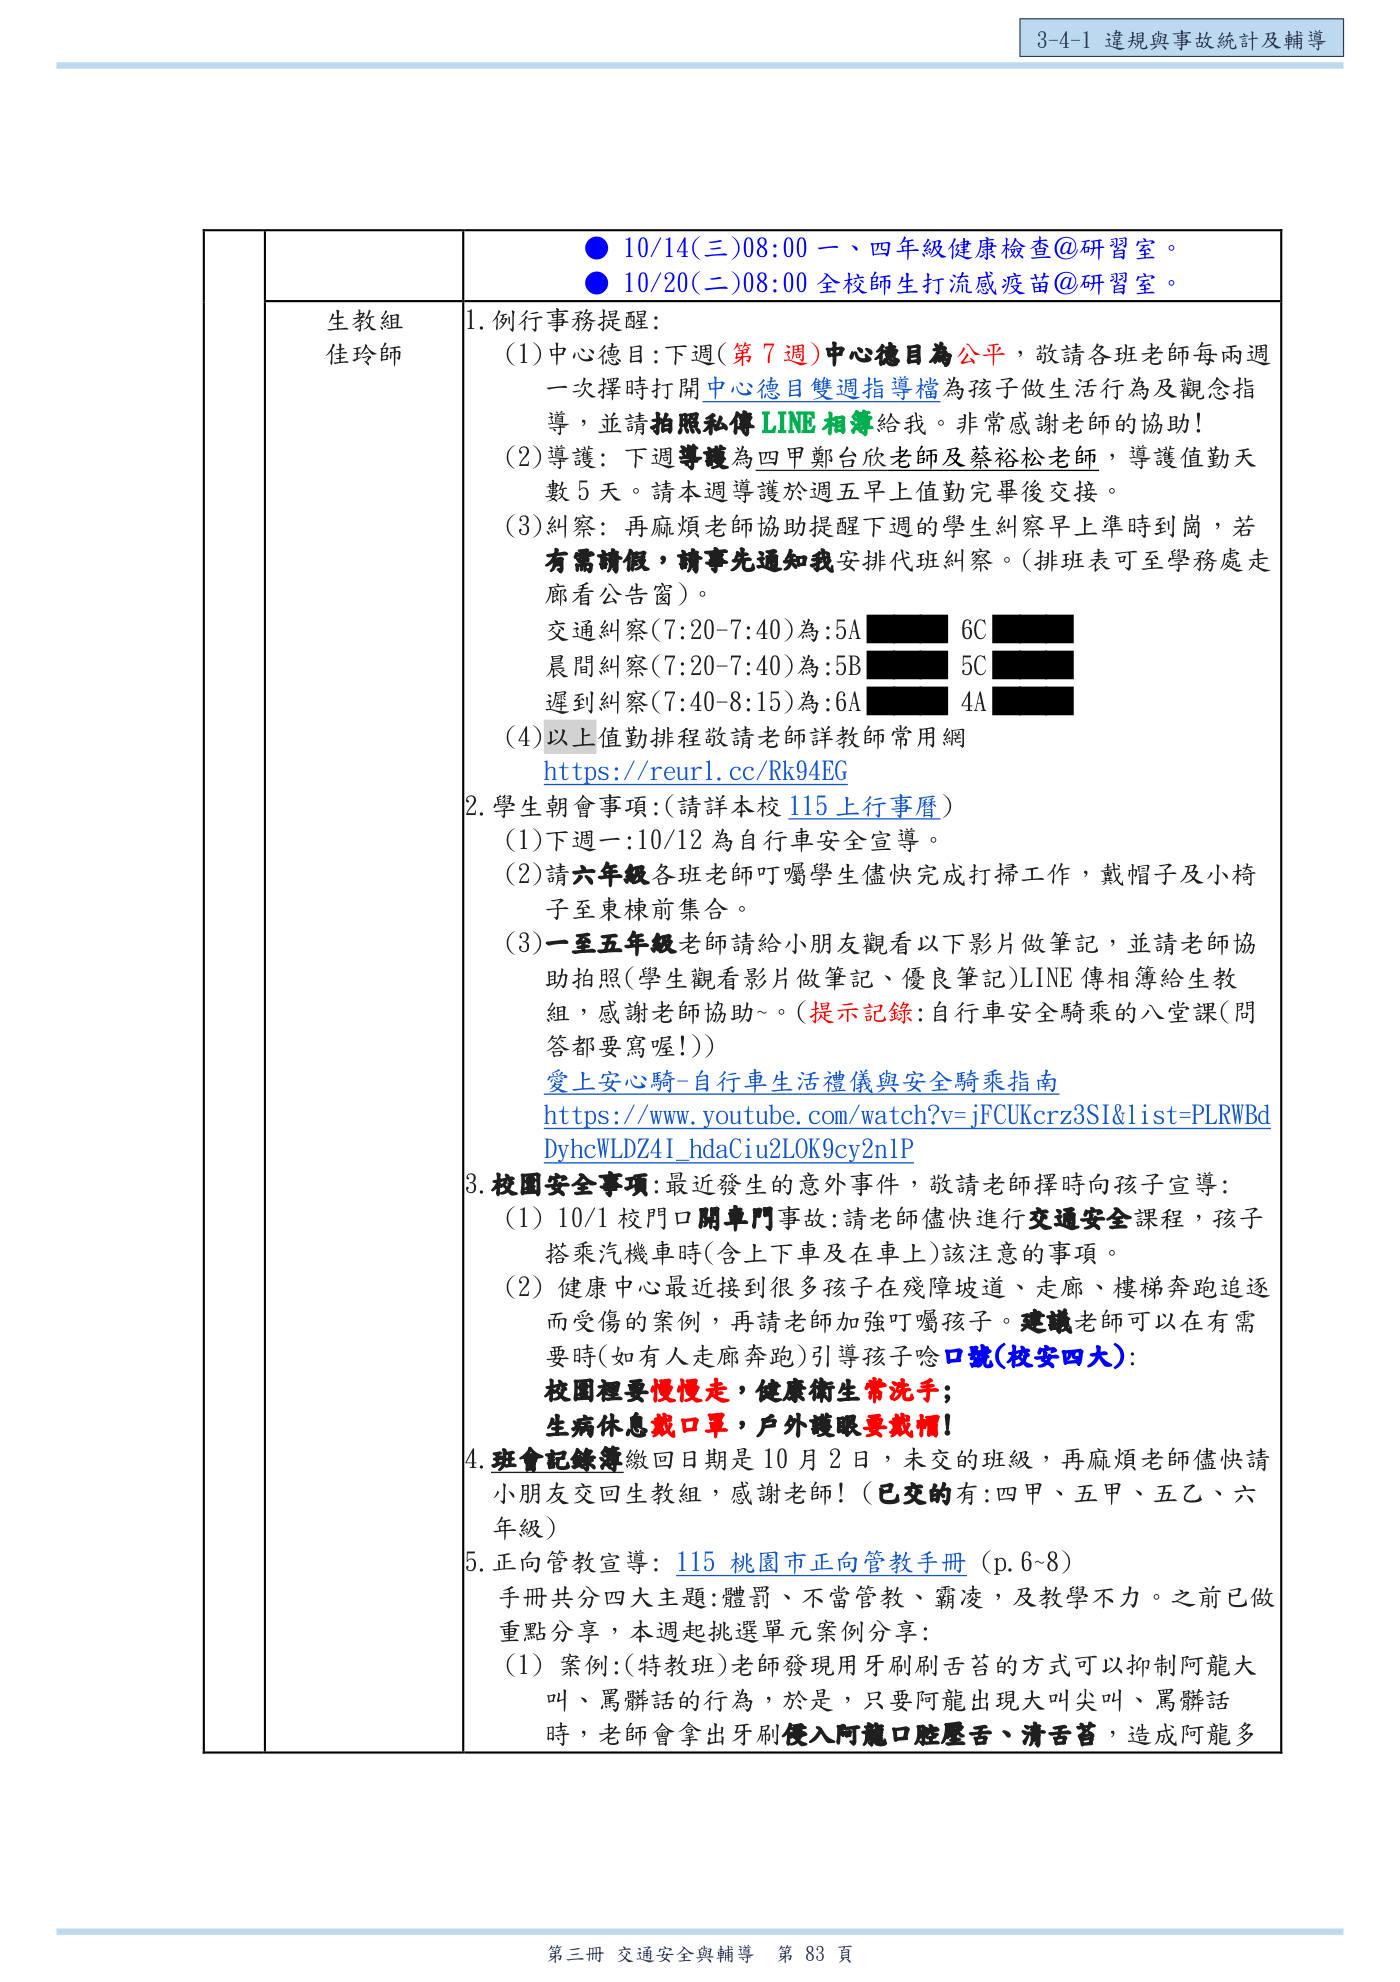 3-4-1 違規與事故統計及輔導
● 10/14(三)08:00 一、四年級健康檢查@研習室。
● 10/20(二)08:00 全校師生打流感疫苗@研習室。
生教組
佳玲師
1.例行事務提醒:
(1)中心德目:下週(第 7 週)中心德目為公平，敬請各班老師每兩週
一次擇時打開中心德目雙週指導檔為孩子做生活行為及觀念指
導，並請拍照私傳 LINE 相簿給我。非常感謝老師的協助!
(2)導護: 下週導護為四甲鄭台欣老師及蔡裕松老師，導護值勤天
數 5 天。請本週導護於週五早上值勤完畢後交接。
(3)糾察: 再麻煩老師協助提醒下週的學生糾察早上準時到崗，若
有需請假，請事先通知我安排代班糾察。(排班表可至學務處走
廊看公告窗)。
交通糾察(7:20-7:40)為:5A 6C
晨間糾察(7:20-7:40)為:5B 5C
遲到糾察(7:40-8:15)為:6A 4A
(4)以上值勤排程敬請老師詳教師常用網
https://reurl.cc/Rk94EG
2.學生朝會事項:(請詳本校 115 上行事曆)
(1)下週一:10/12 為自行車安全宣導。
(2)請六年級各班老師叮囑學生儘快完成打掃工作，戴帽子及小椅
子至東棟前集合。
(3)一至五年級老師請給小朋友觀看以下影片做筆記，並請老師協
助拍照(學生觀看影片做筆記、優良筆記)LINE 傳相簿給生教
組，感謝老師協助~。(提示記錄:自行車安全騎乘的八堂課(問
答都要寫喔!))
愛上安心騎-自行車生活禮儀與安全騎乘指南
https://www.youtube.com/watch?v=jFCUKcrz3SI&list=PLRWBd
DyhcWLDZ4I_hdaCiu2LOK9cy2nlP
3.校園安全事項:最近發生的意外事件，敬請老師擇時向孩子宣導:
(1) 10/1 校門口開車門事故:請老師儘快進行交通安全課程，孩子
搭乘汽機車時(含上下車及在車上)該注意的事項。
(2) 健康中心最近接到很多孩子在殘障坡道、走廊、樓梯奔跑追逐
而受傷的案例，再請老師加強叮囑孩子。建議老師可以在有需
要時(如有人走廊奔跑)引導孩子唸口號(校安四大):
校園裡要慢慢走，健康衛生常洗手;
生病休息戴口罩，戶外護眼要戴帽!
4.班會記錄簿繳回日期是 10 月 2 日，未交的班級，再麻煩老師儘快請
小朋友交回生教組，感謝老師! (已交的有:四甲、五甲、五乙、六
年級)
5.正向管教宣導: 115 桃園市正向管教手冊 (p.6~8)
手冊共分四大主題:體罰、不當管教、霸凌，及教學不力。之前已做
重點分享，本週起挑選單元案例分享:
(1) 案例:(特教班)老師發現用牙刷刷舌苔的方式可以抑制阿龍大
叫、罵髒話的行為，於是，只要阿龍出現大叫尖叫、罵髒話
時，老師會拿出牙刷侵入阿龍口腔壓舌、清舌苔，造成阿龍多
第三冊 交通安全與輔導 第 83 頁